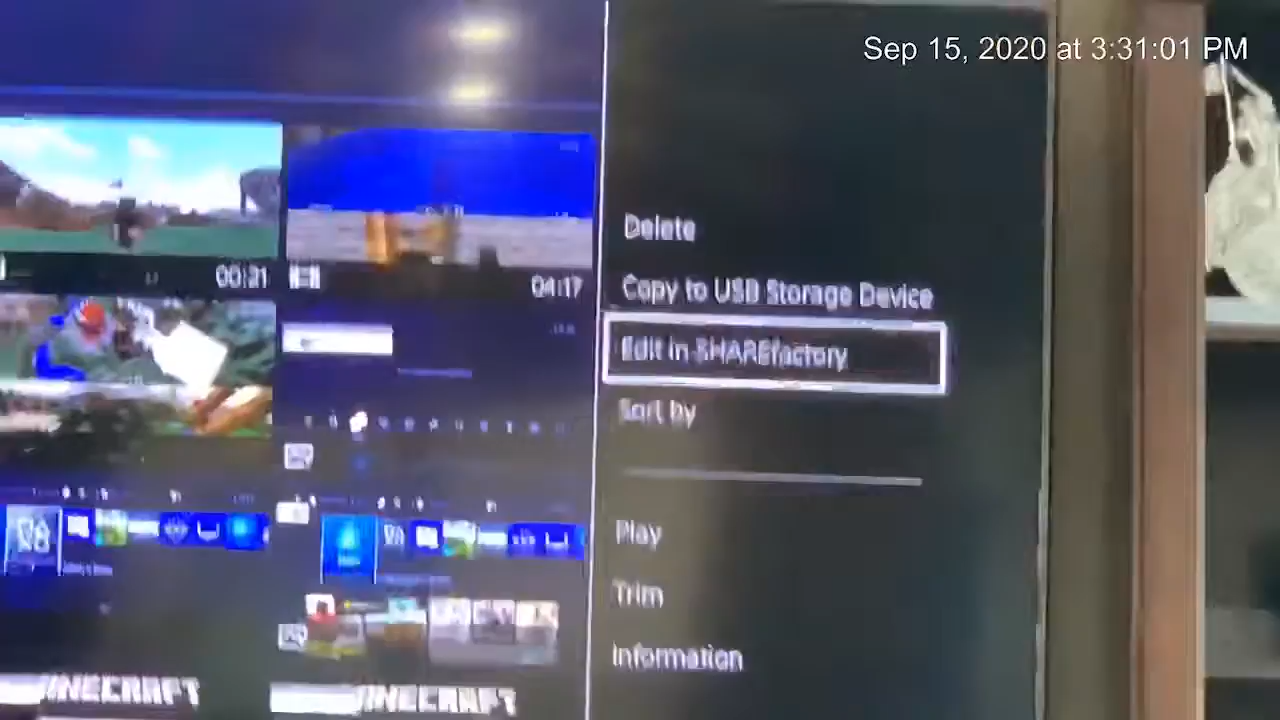 Sep 15, 2020 at 3:31:01 PM
Delete
00:21
04:17
Copy to USB Storage Device
Edit in SHAREfactory
Sort by
Play
Trim
Information
MINECRAFT
MINECRAFT